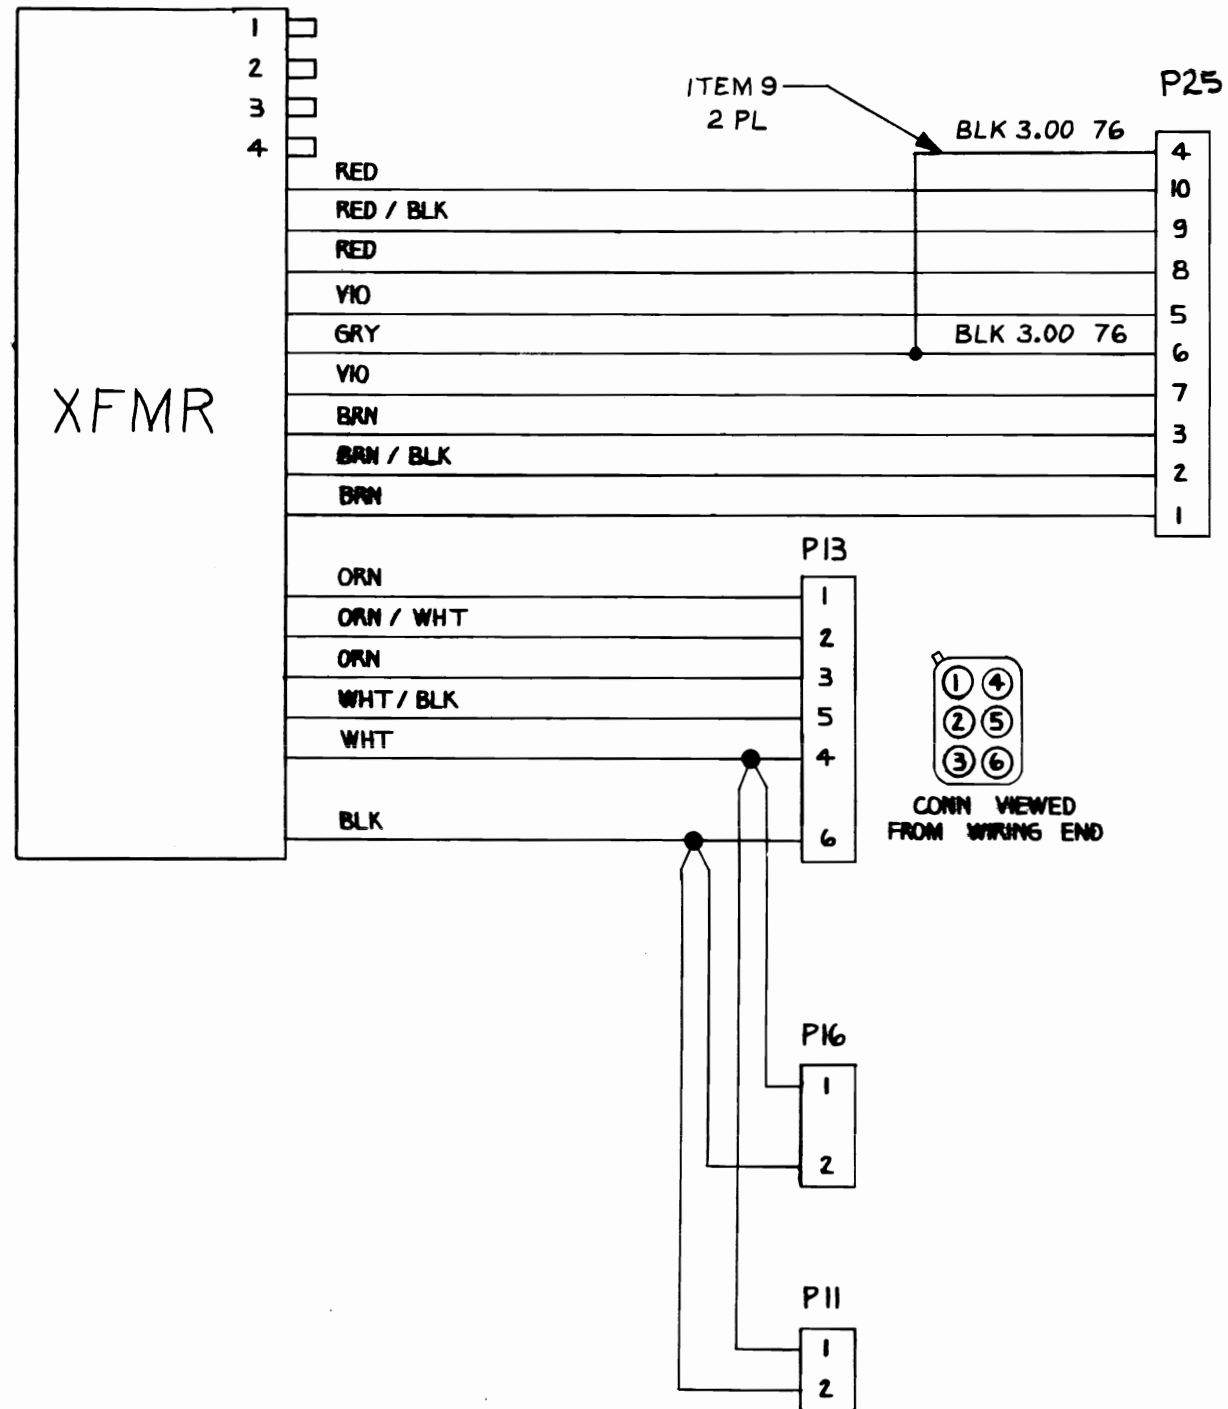 1
2
3
4
XFMR
ITEM 9
2 PL
P25
BLK 3.00 76
4
RED
10
RED / BLK
9
RED
8
VIO
5
GRY
BLK 3.00 76
6
VIO
7
BRN
3
BRN / BLK
2
BRN
1
P13
ORN
1
ORN / WHT
2
ORN
3
WHT / BLK
5
WHT
4
BLK
6
1 4
2 5
3 6
CONN VIEWED
FROM WIRING END
P16
1
2
P11
1
2